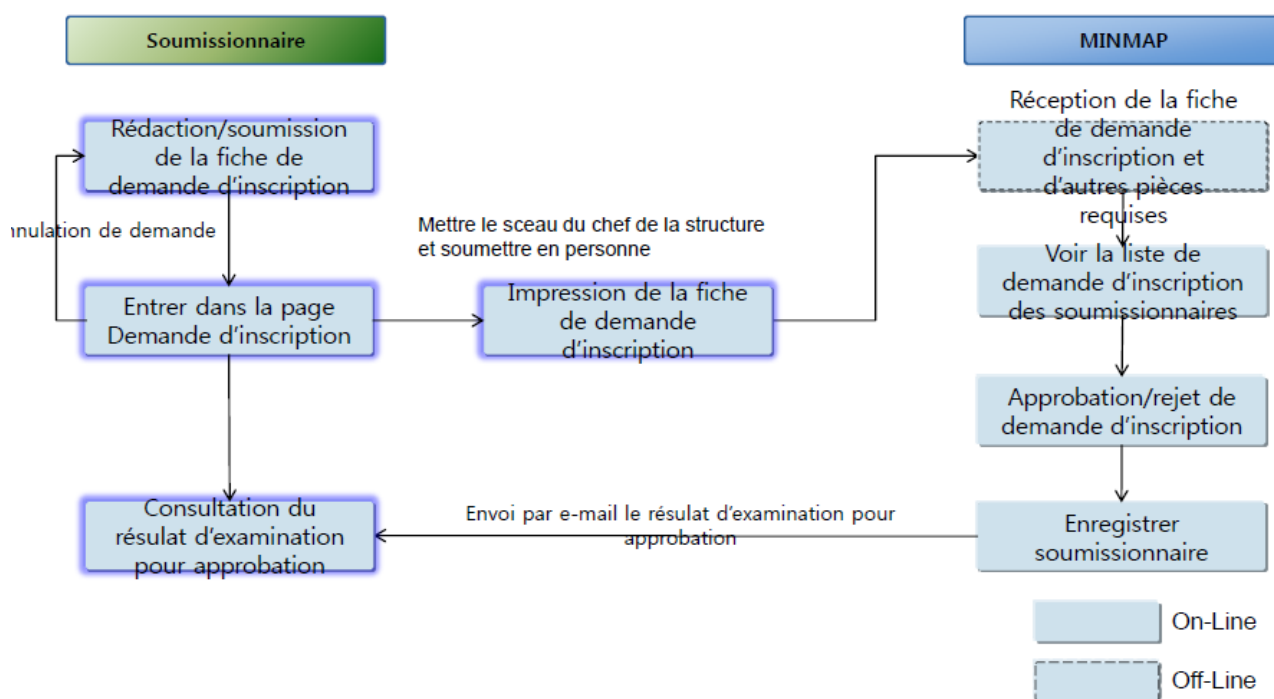 Soumissionnaire
MINMAP
Rédaction/soumission
de la fiche de
demande d'inscription
Réception de la fiche
de demande
d'inscription et
d'autres pièces
requises
nnulation de demande
Mettre le sceau du chef de la structure
et soumettre en personne
Entrer dans la page
Demande d'inscription
Impression de la fiche
de demande
d'inscription
Voir la liste de
demande d'inscription
des soumissionnaires
Approbation/rejet de
demande d'inscription
Consultation du
résulat d'examination
pour approbation
Envoi par e-mail le résulat d'examination pour
approbation
Enregistrer
soumissionnaire
On-Line
Off-Line